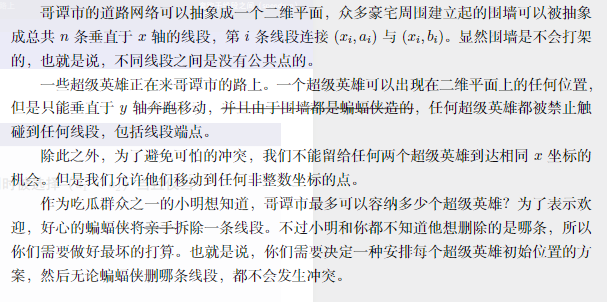 哥谭市的道路网络可以抽象成一个二维平面，众多豪宅周围建立起的围墙可以被抽象
成总共 n 条垂直于 x 轴的线段，第 i 条线段连接 (xi, ai) 与 (xi, bi)。显然围墙是不会打架
的，也就是说，不同线段之间是没有公共点的。
一些超级英雄正在来哥谭市的路上。一个超级英雄可以出现在二维平面上的任何位置，
但是只能垂直于 y 轴奔跑移动，并且由于围墙都是蝙蝠侠造的，任何超级英雄都被禁止触
碰到任何线段，包括线段端点。
除此之外，为了避免可怕的冲突，我们不能留给任何两个超级英雄到达相同 x 坐标的
机会。但是我们允许他们移动到任何非整数坐标的点。
作为吃瓜群众之一的小明想知道，哥谭市最多可以容纳多少个超级英雄？为了表示欢
迎，好心的蝙蝠侠将亲手拆除一条线段。不过小明和你都不知道他想删除的是哪条，所以
你们需要做好最坏的打算。也就是说，你们需要决定一种安排每个超级英雄初始位置的方
案，然后无论蝙蝠侠删哪条线段，都不会发生冲突。